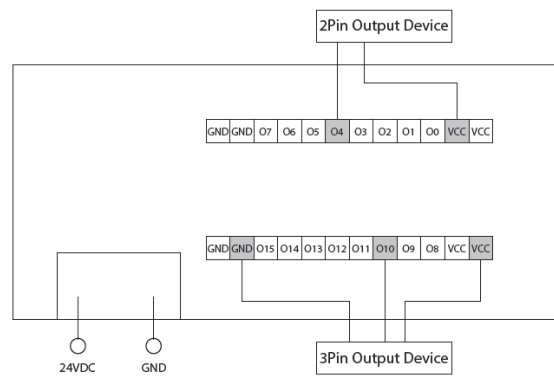 2Pin Output Device
GND GND O7 O6 O5 O4 O3 O2 O1 O0 VCC VCC
GND GND O15 O14 O13 O12 O11 O10 O9 O8 VCC VCC
24VDC GND 3Pin Output Device